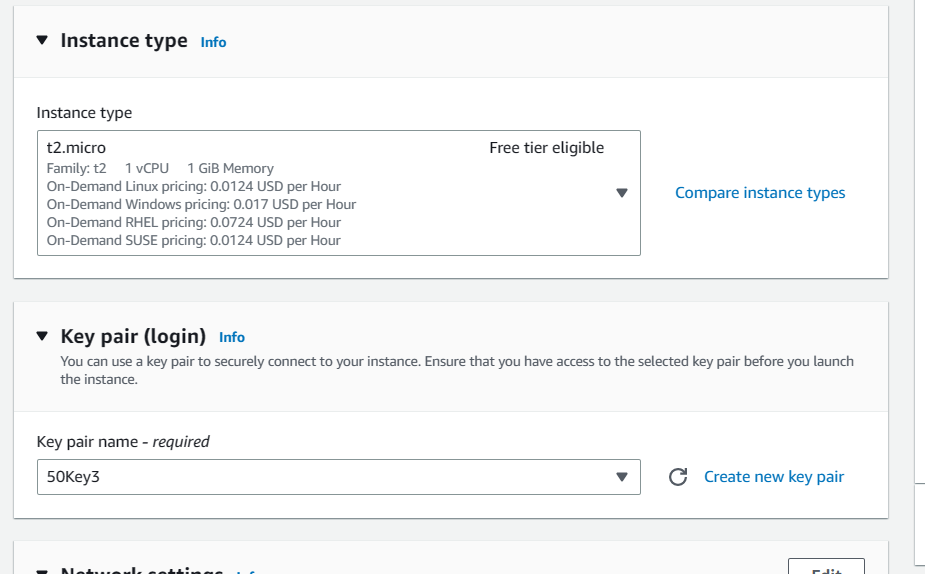 Instance type Info
Instance type
t2.micro Free tier eligible
Family: t2 1 vCPU 1 GiB Memory
On-Demand Linux pricing: 0.0124 USD per Hour
On-Demand Windows pricing: 0.017 USD per Hour
On-Demand RHEL pricing: 0.0724 USD per Hour
On-Demand SUSE pricing: 0.0124 USD per Hour
Compare instance types
Key pair (login) Info
You can use a key pair to securely connect to your instance. Ensure that you have access to the selected key pair before you launch
the instance.
Key pair name - required
50Key3
Create new key pair
Network settings Info
Edit